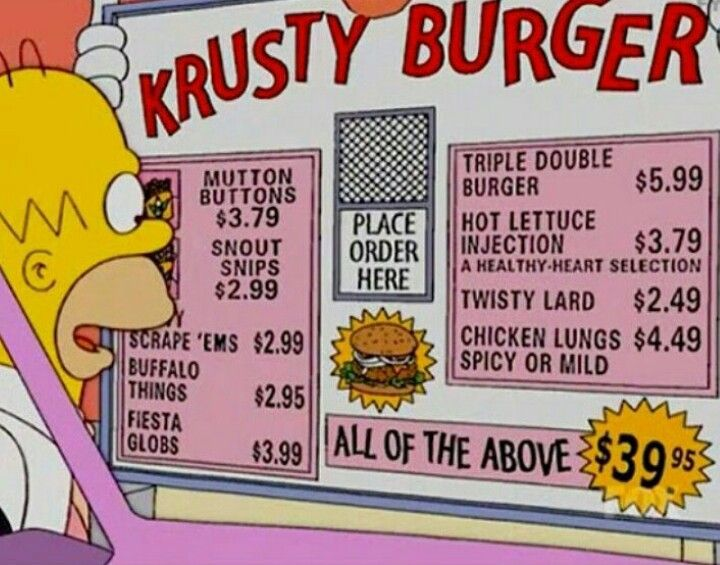 KRUSTY BURGER
MUTTON
BUTTONS
$3.79
SNOUT
SNIPS
$2.99
SCRAPE 'EMS $2.99
BUFFALO
THINGS $2.95
FIESTA
GLOBS $3.99
PLACE
ORDER
HERE
TRIPLE DOUBLE
BURGER $5.99
HOT LETTUCE
INJECTION $3.79
A HEALTHY-HEART SELECTION
TWISTY LARD $2.49
CHICKEN LUNGS $4.49
SPICY OR MILD
ALL OF THE ABOVE $39.95